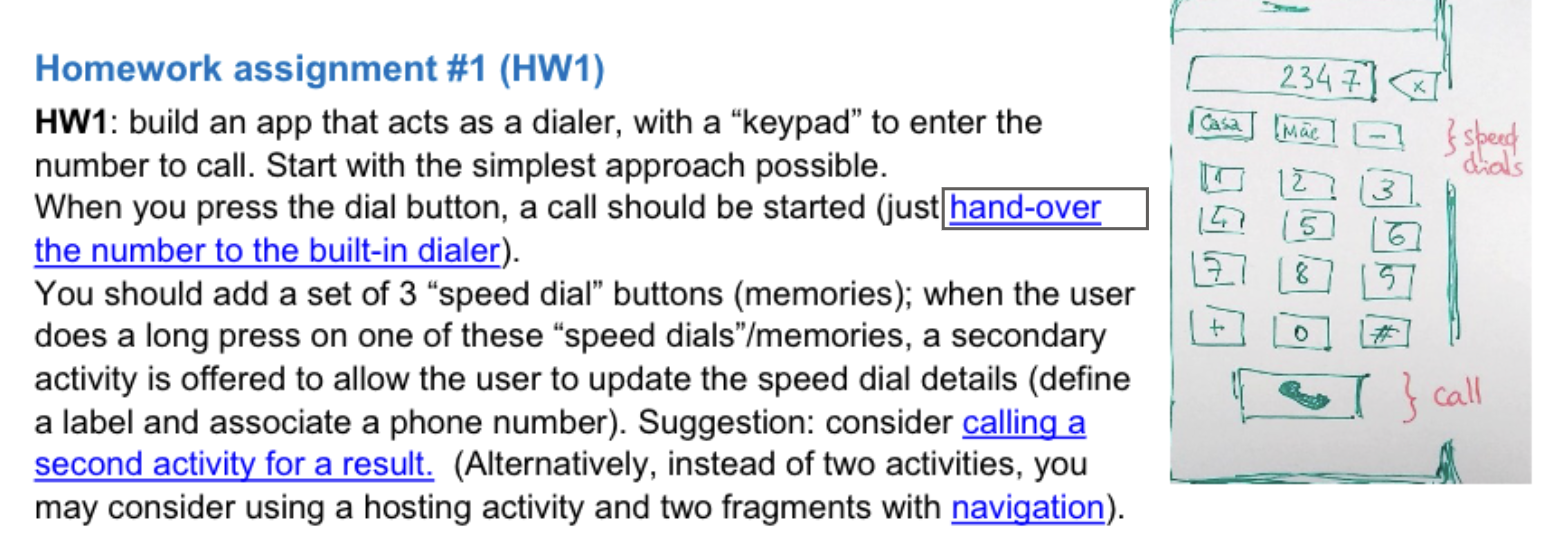 Homework assignment #1 (HW1)
HW1: build an app that acts as a dialer, with a “keypad” to enter the
number to call. Start with the simplest approach possible.
When you press the dial button, a call should be started (just hand-over
the number to the built-in dialer).
You should add a set of 3 “speed dial” buttons (memories); when the user
does a long press on one of these “speed dials”/memories, a secondary
activity is offered to allow the user to update the speed dial details (define
a label and associate a phone number). Suggestion: consider calling a
second activity for a result. (Alternatively, instead of two activities, you
may consider using a hosting activity and two fragments with navigation).
2347 x
Casa Mãe - } speed
dials
1 2 3
4 5 6
7 8 9
+ 0 #
} call